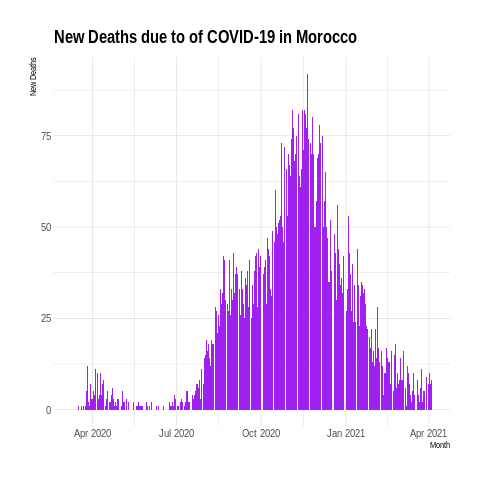 New Deaths due to of COVID-19 in Morocco
New Deaths
75
50
25
0
Apr 2020 Jul 2020 Oct 2020 Jan 2021 Apr 2021
Month